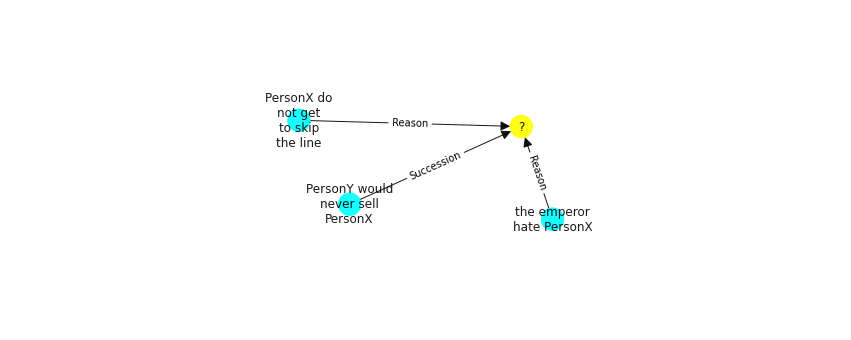 PersonX do
not get
to skip
the line
Reason
?
Succession
PersonY would
never sell
PersonX
Reason
the emperor
hate PersonX